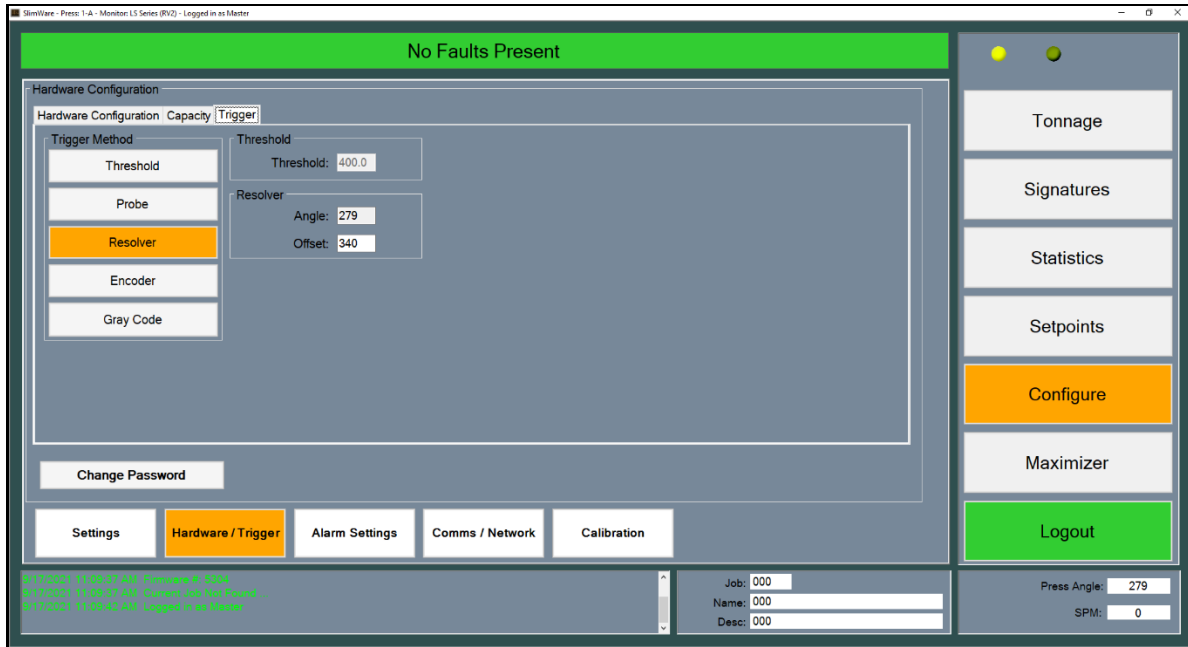 SlimWare - Press: 1-A - Monitor: LS Series (RV2) - Logged in as Master
No Faults Present
Hardware Configuration
Hardware Configuration Capacity Trigger
Trigger Method
Threshold
Probe
Resolver
Encoder
Gray Code
Threshold
Threshold: 400.0
Resolver
Angle: 279
Offset: 340
Change Password
Settings Hardware / Trigger Alarm Settings Comms / Network Calibration
Tonnage
Signatures
Statistics
Setpoints
Configure
Maximizer
Logout
9/17/2021 11:09:37 AM Firmware #: 5304
9/17/2021 11:09:37 AM Current Job Not Found
9/17/2021 11:09:42 AM Logged in as Master
Job: 000
Name: 000
Desc: 000
Press Angle: 279
SPM: 0